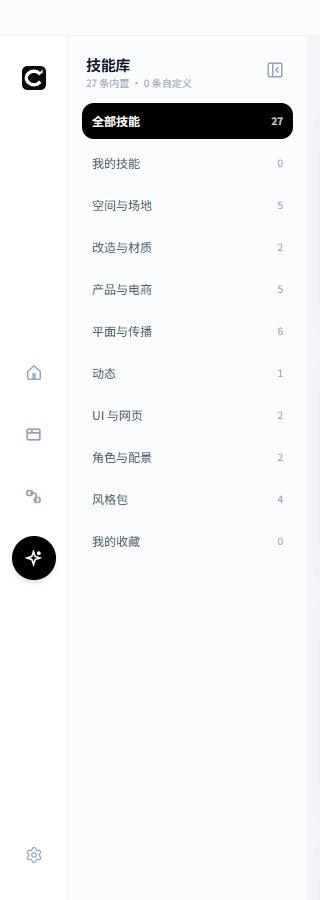 技能库
27 条内置 · 0 条自定义
全部技能 27
我的技能 0
空间与场地 5
改造与材质 2
产品与电商 5
平面与传播 6
动态 1
UI 与网页 2
角色与配景 2
风格包 4
我的收藏 0